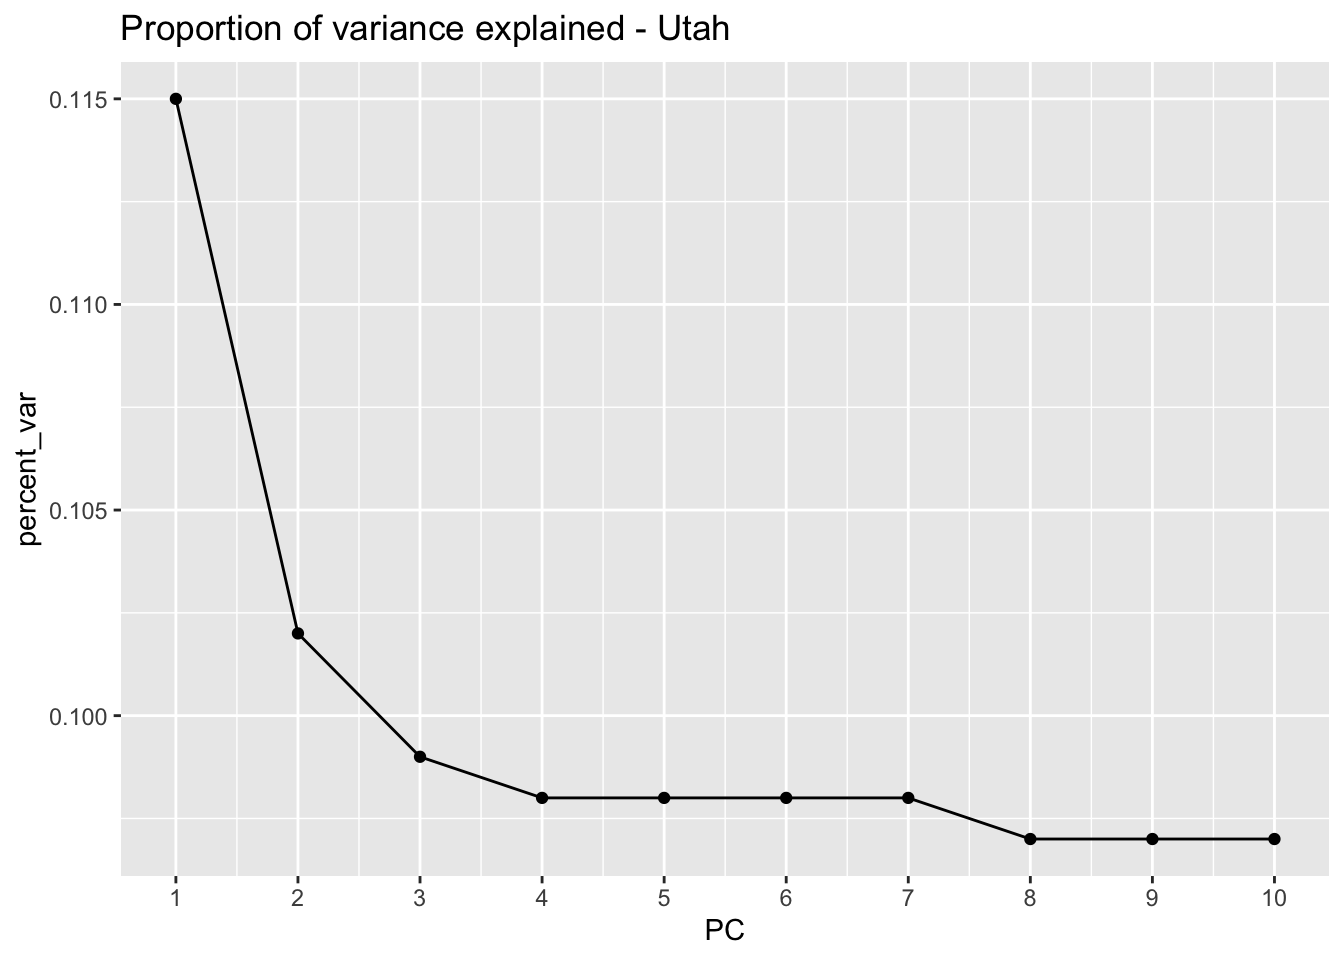 Proportion of variance explained - Utah
percent_var
0.115
0.110
0.105
0.100
1 2 3 4 5 6 7 8 9 10
PC